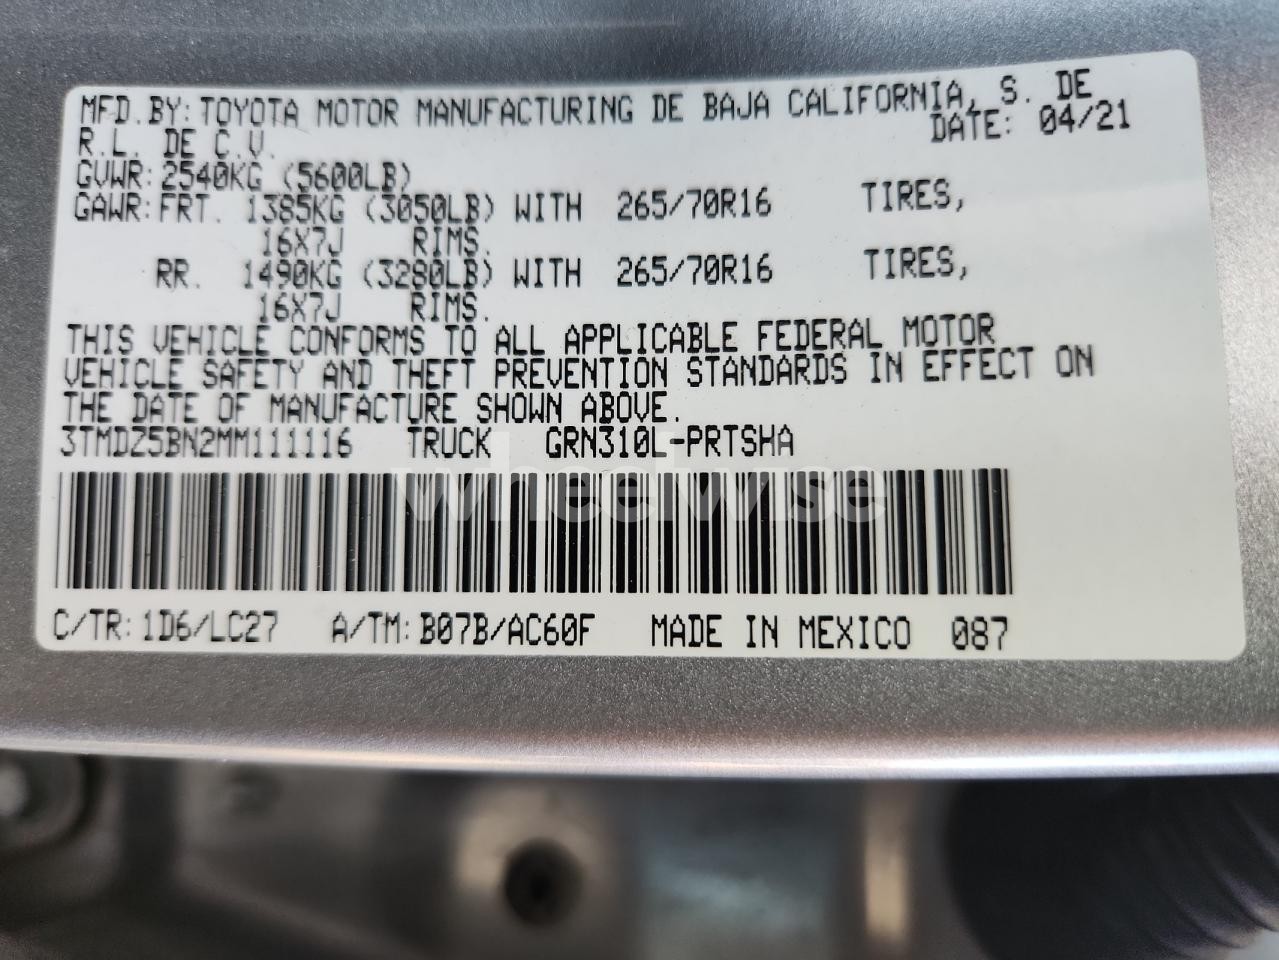 MFD.BY: TOYOTA MOTOR MANUFACTURING DE BAJA CALIFORNIA, S. DE
R.L. DE C.V. DATE: 04/21
GVWR: 2540KG (5600LB)
GAWR: FRT. 1385KG (3050LB) WITH 265/70R16 TIRES,
16X7J RIMS.
RR. 1490KG (3280LB) WITH 265/70R16 TIRES,
16X7J RIMS.
THIS VEHICLE CONFORMS TO ALL APPLICABLE FEDERAL MOTOR
VEHICLE SAFETY AND THEFT PREVENTION STANDARDS IN EFFECT ON
THE DATE OF MANUFACTURE SHOWN ABOVE.
3TMDZ5BN2MM111116 TRUCK GRN310L-PRTSHA
wheelwise
C/TR: 1D6/LC27 A/TM: B07B/AC60F MADE IN MEXICO 087